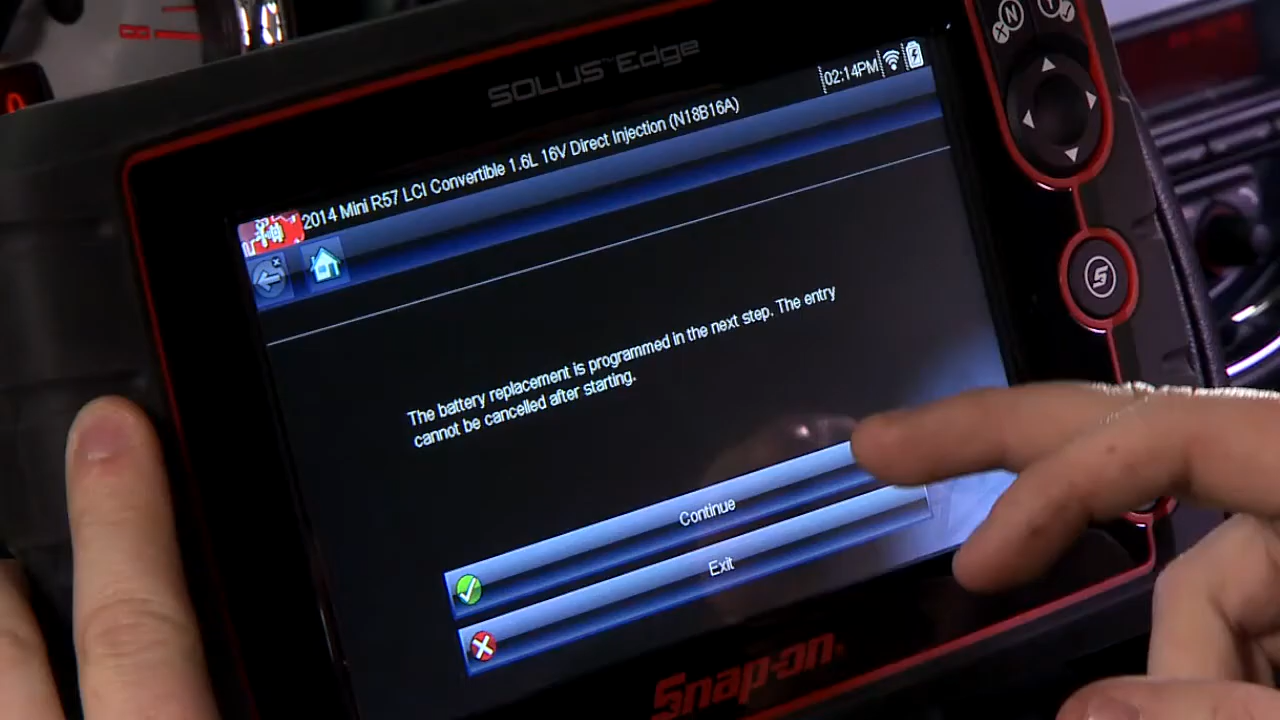 SOLUS Edge
02:14PM
2014 Mini R57 LCI Convertible 1.6L 16V Direct Injection (N18B16A)
The battery replacement is programmed in the next step. The entry
cannot be cancelled after starting.
Continue
Exit
Snap-on
N
Y
S